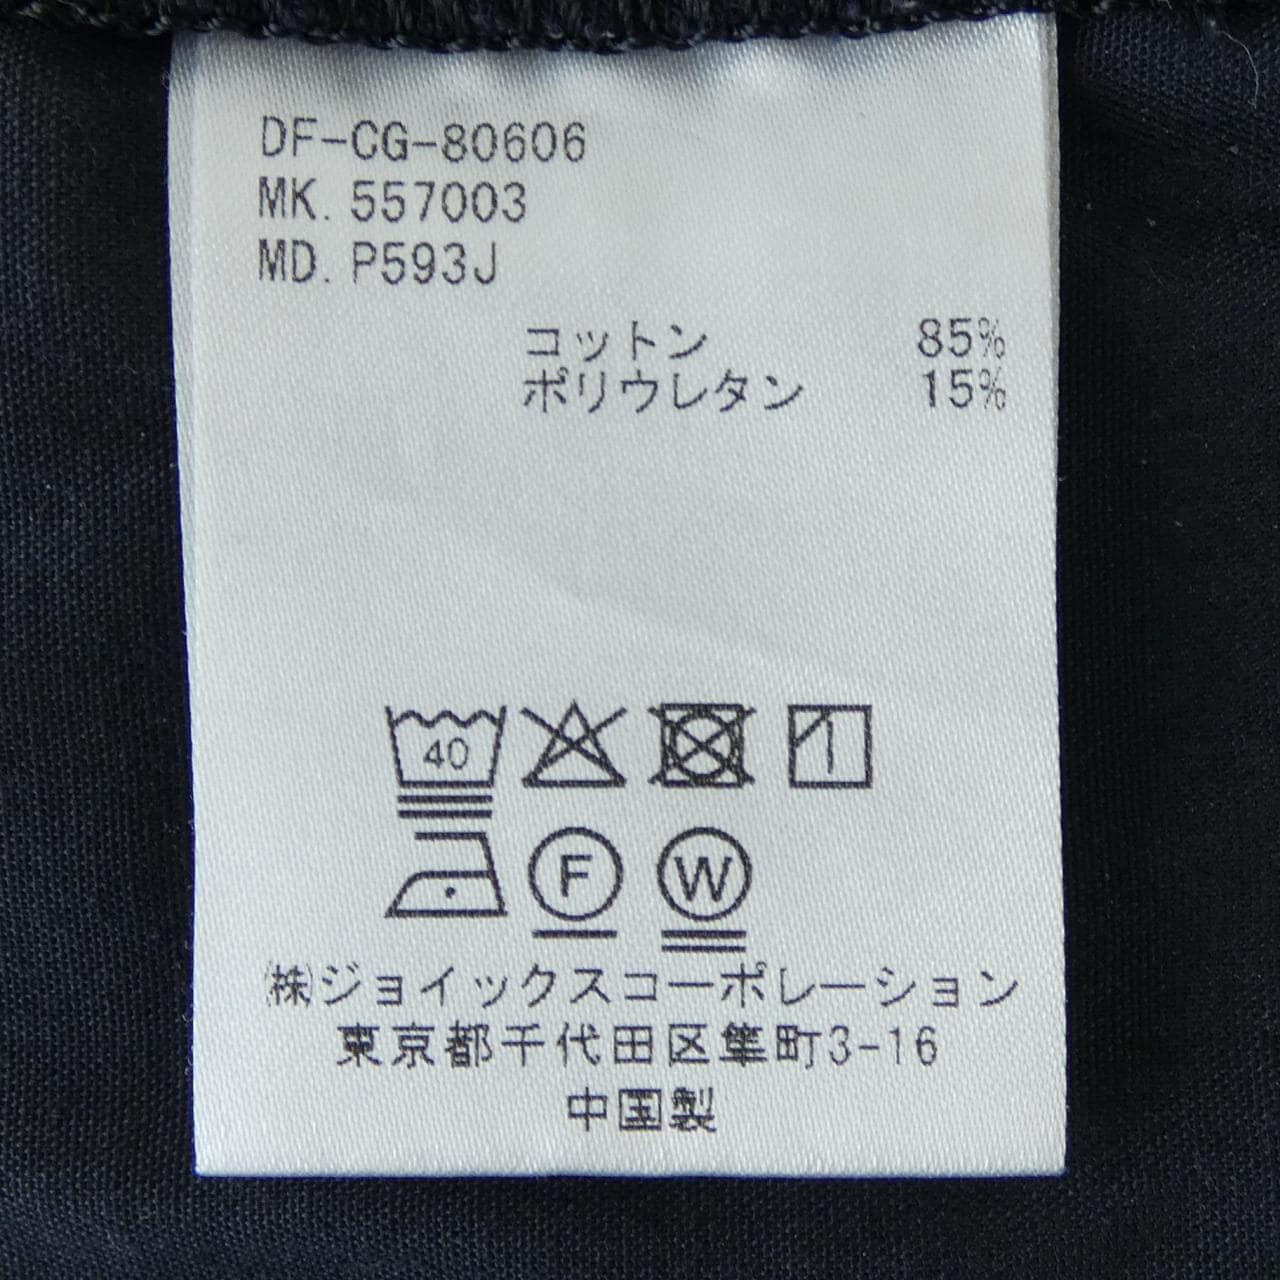 DF-CG-80606
MK. 557003
MD. P593J
コットン 85%
ポリウレタン 15%
40
F W
㈱ジョイックスコーポレーション
東京都千代田区隼町3-16
中国製